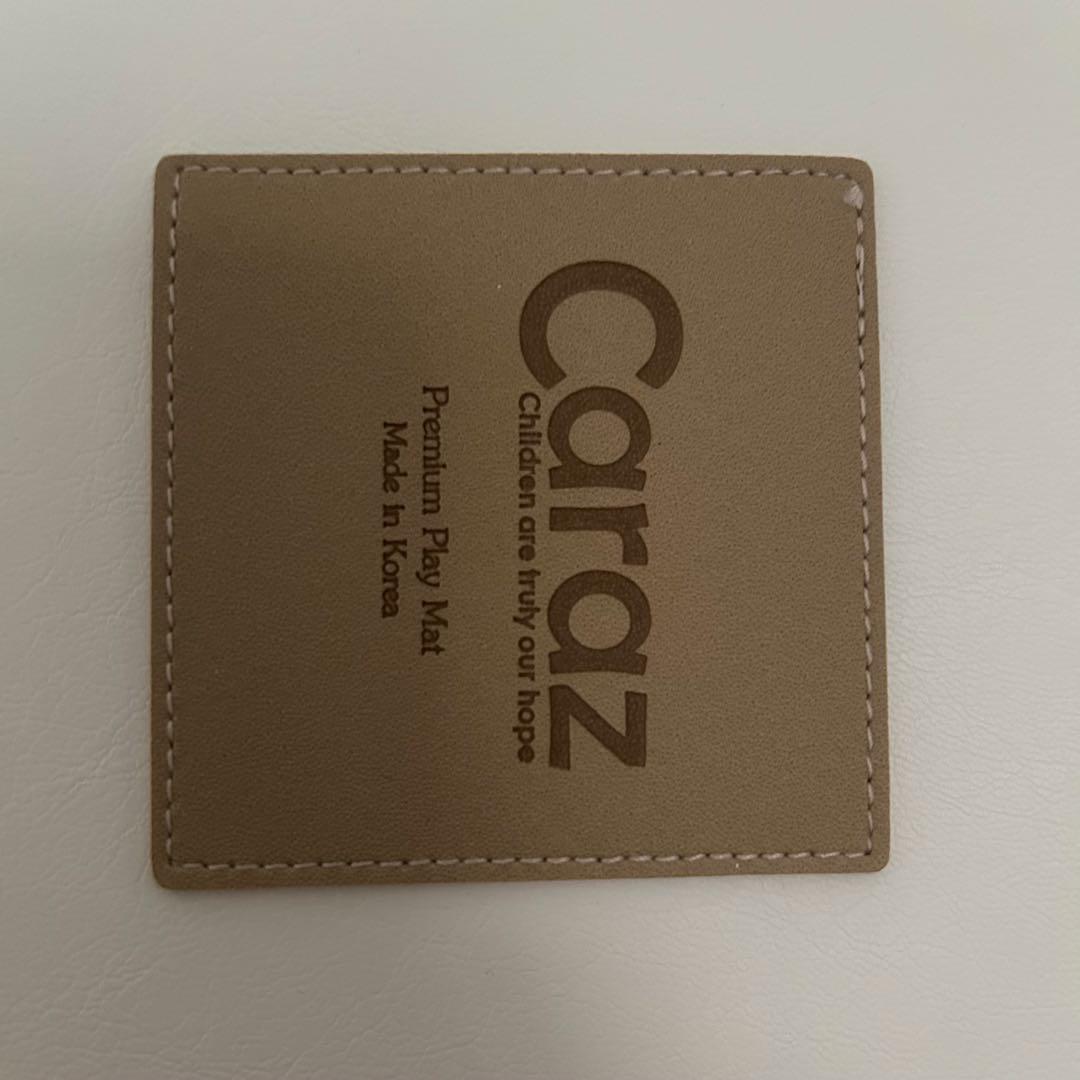 Caraz
Children are truly our hope
Premium Play Mat
Made in Korea